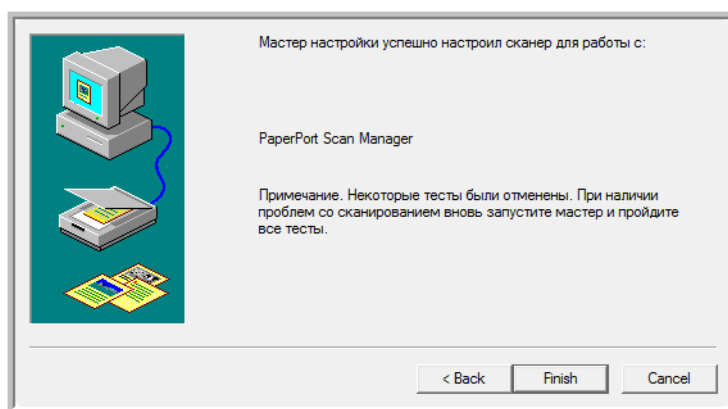 Мастер настройки успешно настроил сканер для работы с:
PaperPort Scan Manager
Примечание. Некоторые тесты были отменены. При наличии
проблем со сканированием вновь запустите мастер и пройдите
все тесты.
< Back Finish Cancel